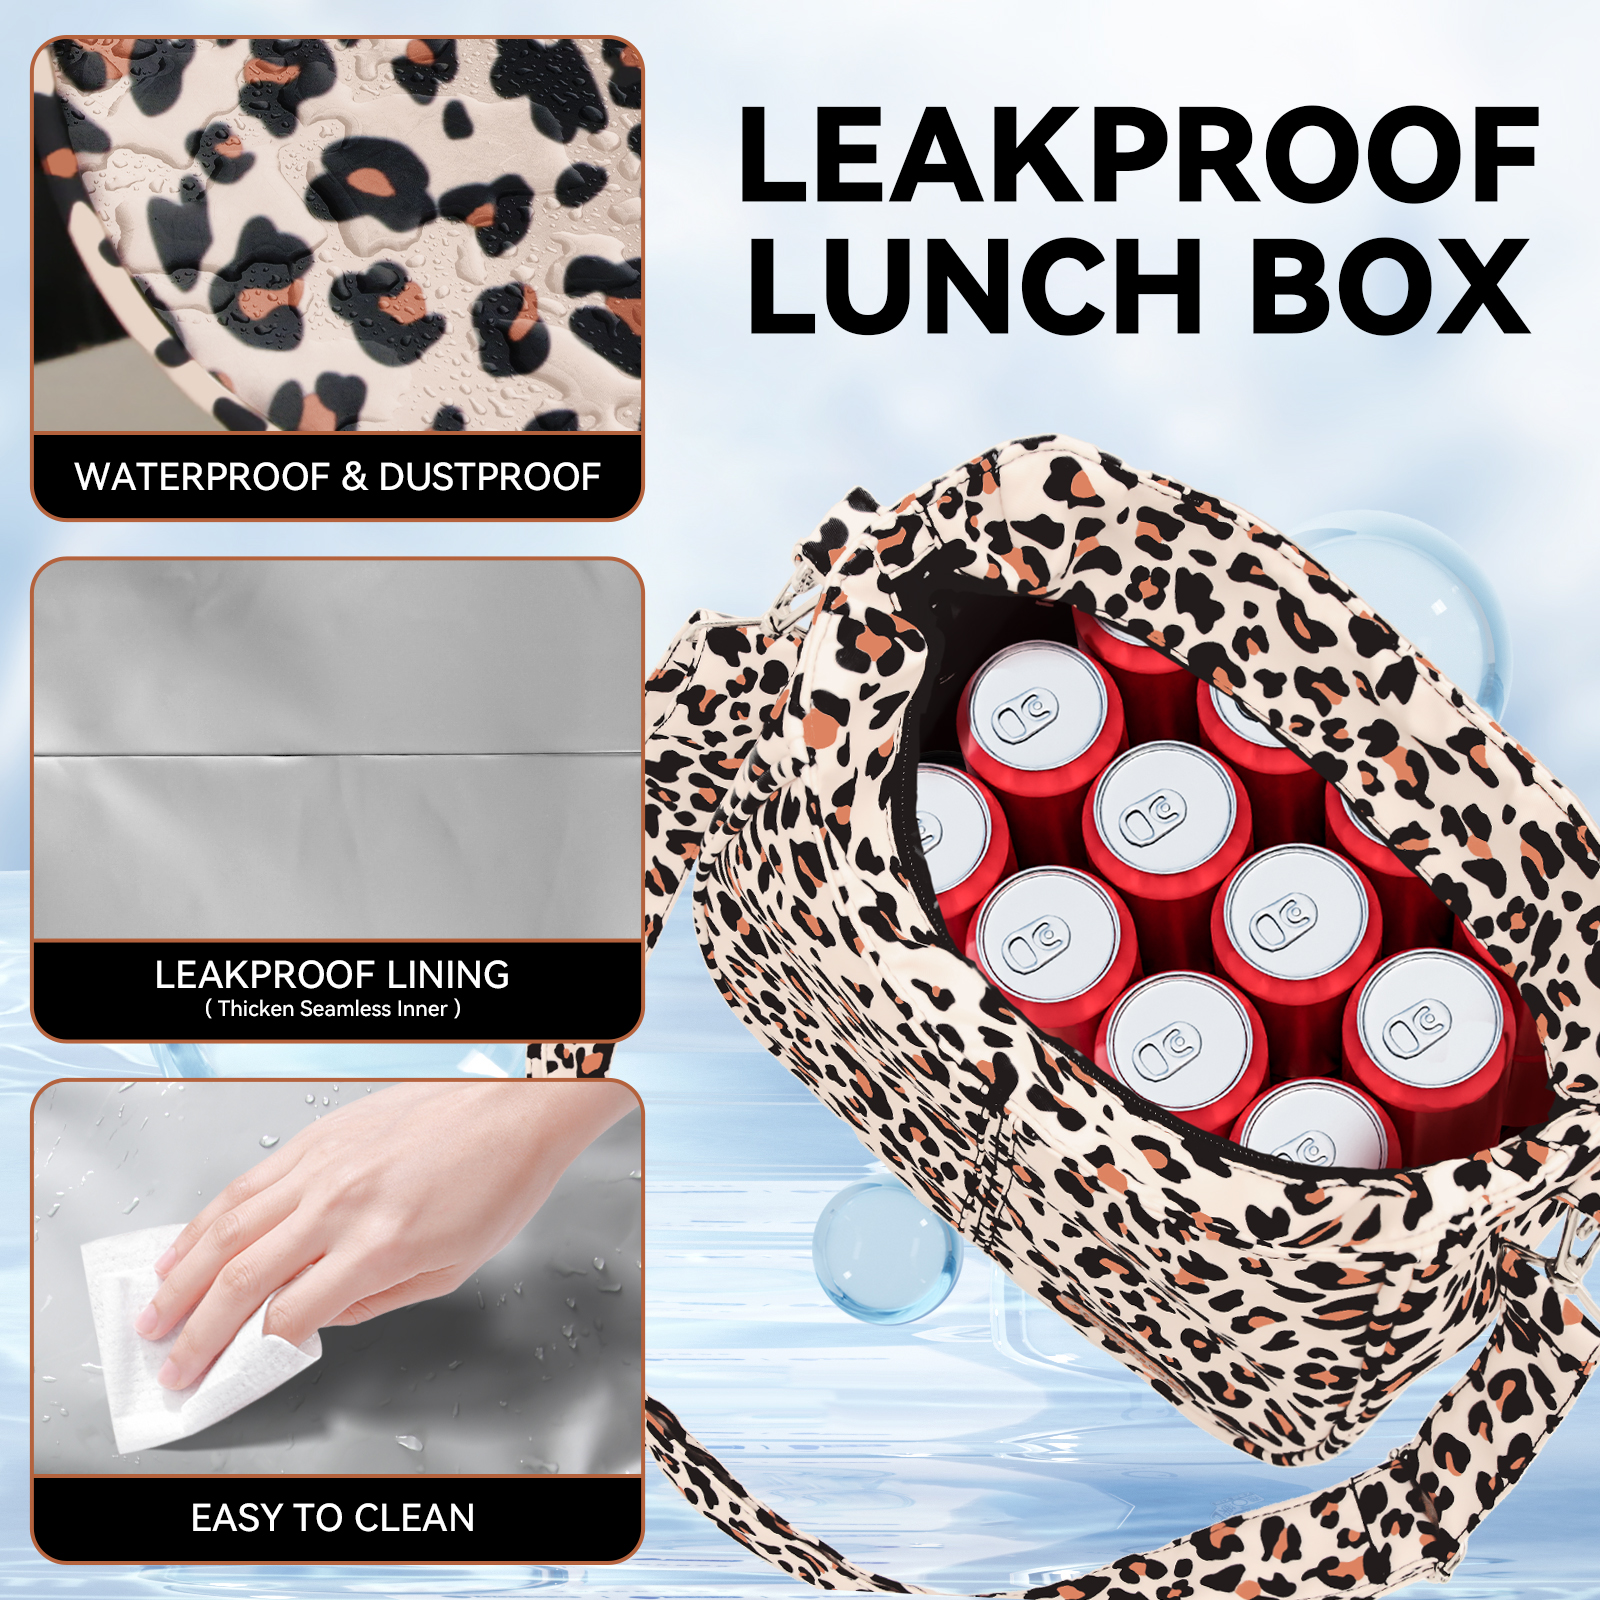 LEAKPROOF
LUNCH BOX
WATERPROOF & DUSTPROOF
LEAKPROOF LINING
( Thicken Seamless Inner )
EASY TO CLEAN